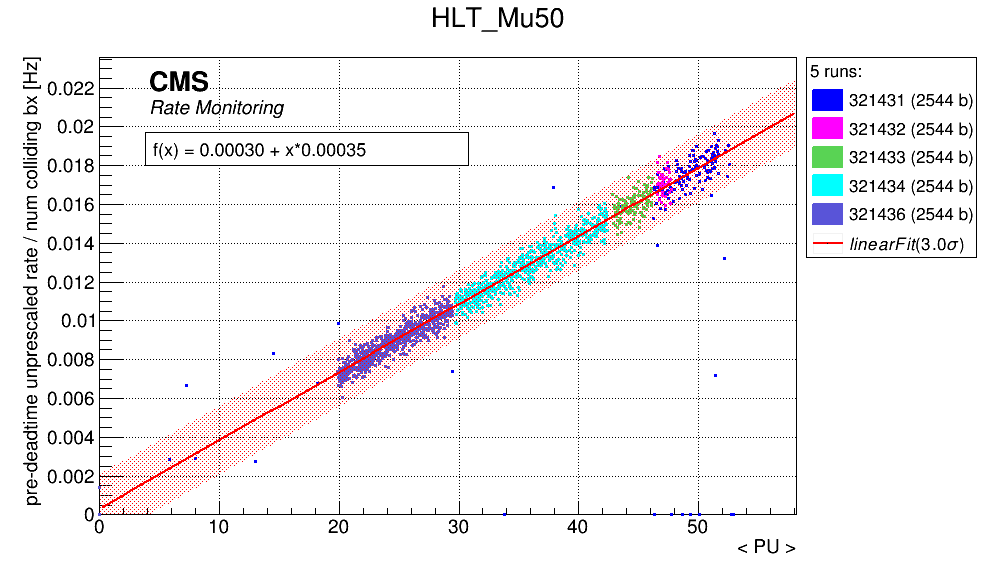 HLT_Mu50
pre-deadtime unprescaled rate / num colliding bx [Hz]
0.022
0.02
0.018
0.016
0.014
0.012
0.01
0.008
0.006
0.004
0.002
0
CMS
Rate Monitoring
f(x) = 0.00030 + x*0.00035
0 10 20 30 40 50
< PU >
5 runs:
321431 (2544 b)
321432 (2544 b)
321433 (2544 b)
321434 (2544 b)
321436 (2544 b)
linearFit(3.0σ)